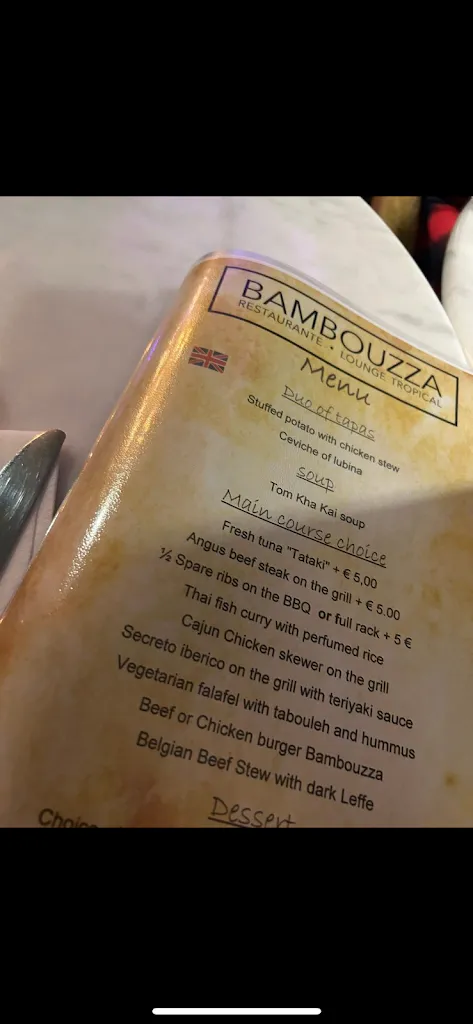 BAMBOUZZA
RESTAURANTE • LOUNGE TROPICAL
Menu
Duo of tapas
Stuffed potato with chicken stew
Ceviche of lubina
soup
Tom Kha Kai soup
Main course choice
Fresh tuna "Tataki" + € 5,00
Angus beef steak on the grill + € 5.00
½ Spare ribs on the BBQ or full rack + 5 €
Thai fish curry with perfumed rice
Cajun Chicken skewer on the grill
Secreto iberico on the grill with teriyaki sauce
Vegetarian falafel with tabouleh and hummus
Beef or Chicken burger Bambouzza
Belgian Beef Stew with dark Leffe
Dessert